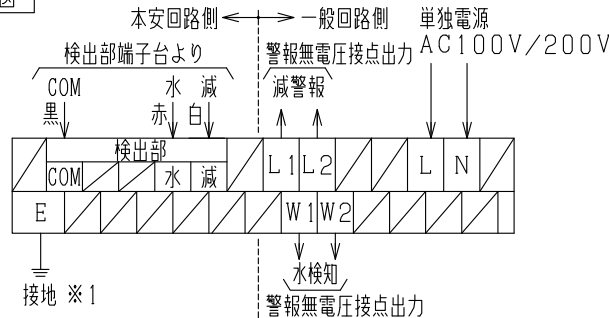 図
本安回路側 一般回路側
単独電源
AC100V/200V
検出部端子台より
警報無電圧接点出力
COM 水 減 減警報
黒 赤 白
検出部 L1 L2 L N
COM 水 減
E W1 W2
接地 ※1
水検知
警報無電圧接点出力